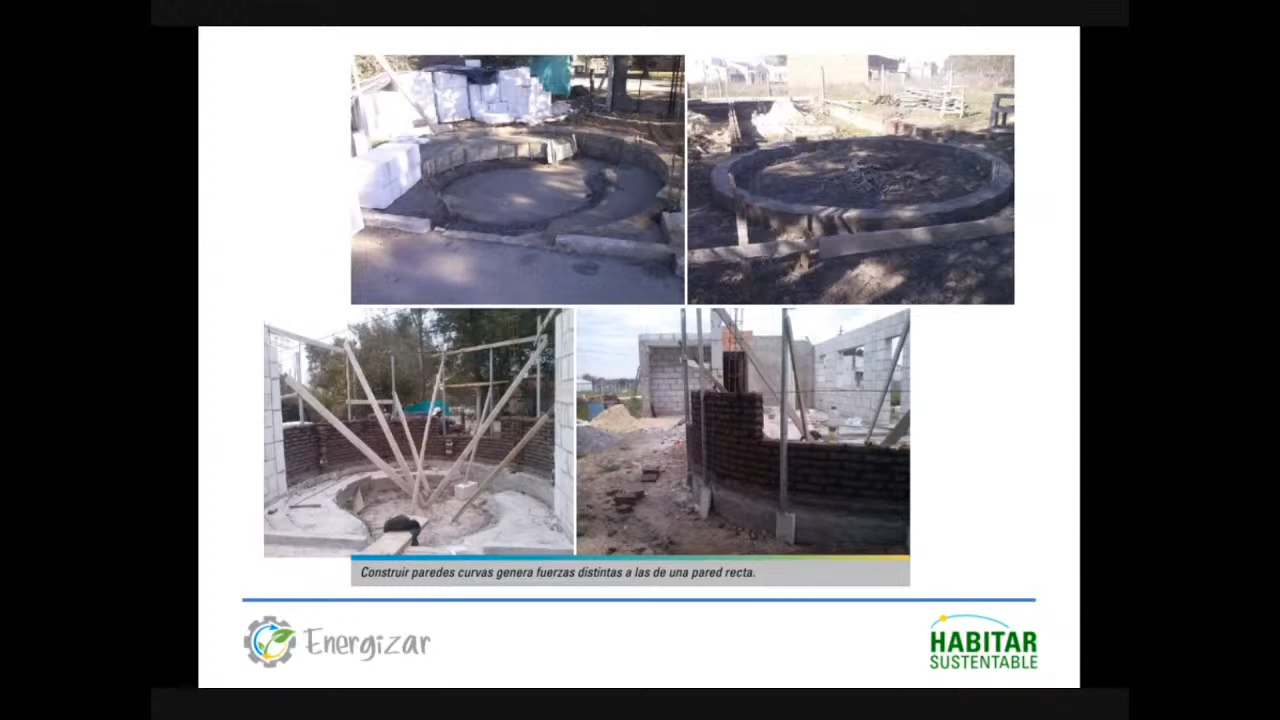 Construir paredes curvas genera fuerzas distintas a las de una pared recta.
Energizar
HABITAR
SUSTENTABLE